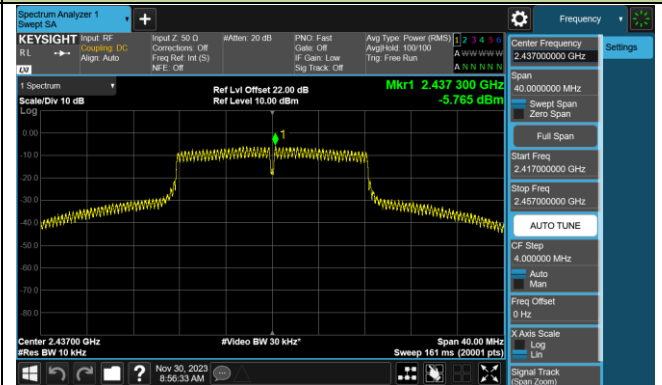 Spectrum Analyzer 1
Swept SA
Frequency
KEYSIGHT
RL
Input: RF
Coupling: DC
Align: Auto
Input Z: 50 Ω
Corrections: Off
Freq Ref: Int (S)
NFE: Off
#Atten: 20 dB
PNO: Fast
Gate: Off
IF Gain: Low
Sig Track: Off
Avg Type: Power (RMS)
Avg|Hold: 100/100
Trig: Free Run
1 2 3 4 5 6
A W W W W W
A N N N N N
1 Spectrum
Scale/Div 10 dB
Log
Ref Lvl Offset 22.00 dB
Ref Level 10.00 dBm
Mkr1 2.437 300 GHz
-5.765 dBm
0.00
-10.0
-20.0
-30.0
-40.0
-50.0
-60.0
-70.0
-80.0
1
Center 2.43700 GHz
#Res BW 10 kHz
#Video BW 30 kHz*
Span 40.00 MHz
Sweep 161 ms (20001 pts)
Nov 30, 2023
8:56:33 AM
Center Frequency
2.437000000 GHz
Settings
Span
40.0000000 MHz
Swept Span
Zero Span
Full Span
Start Freq
2.417000000 GHz
Stop Freq
2.457000000 GHz
AUTO TUNE
CF Step
4.000000 MHz
Auto
Man
Freq Offset
0 Hz
X Axis Scale
Log
Lin
Signal Track
(Span Zoom)